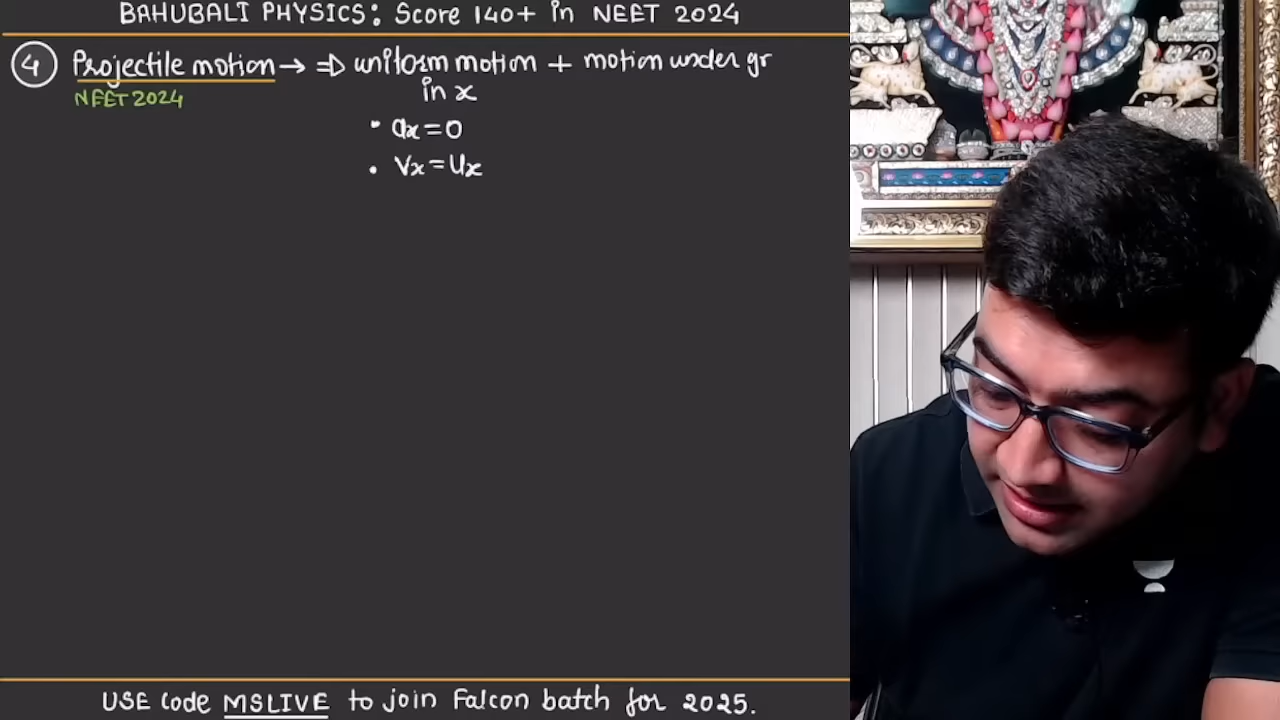 BAHUBALI PHYSICS: Score 140+ in NEET 2024
4 Projectile motion → ⇒ uniform motion + motion under gr
NEET 2024
in x
• ax = 0
• Vx = Ux
USE Code MSLIVE to join Falcon batch for 2025.